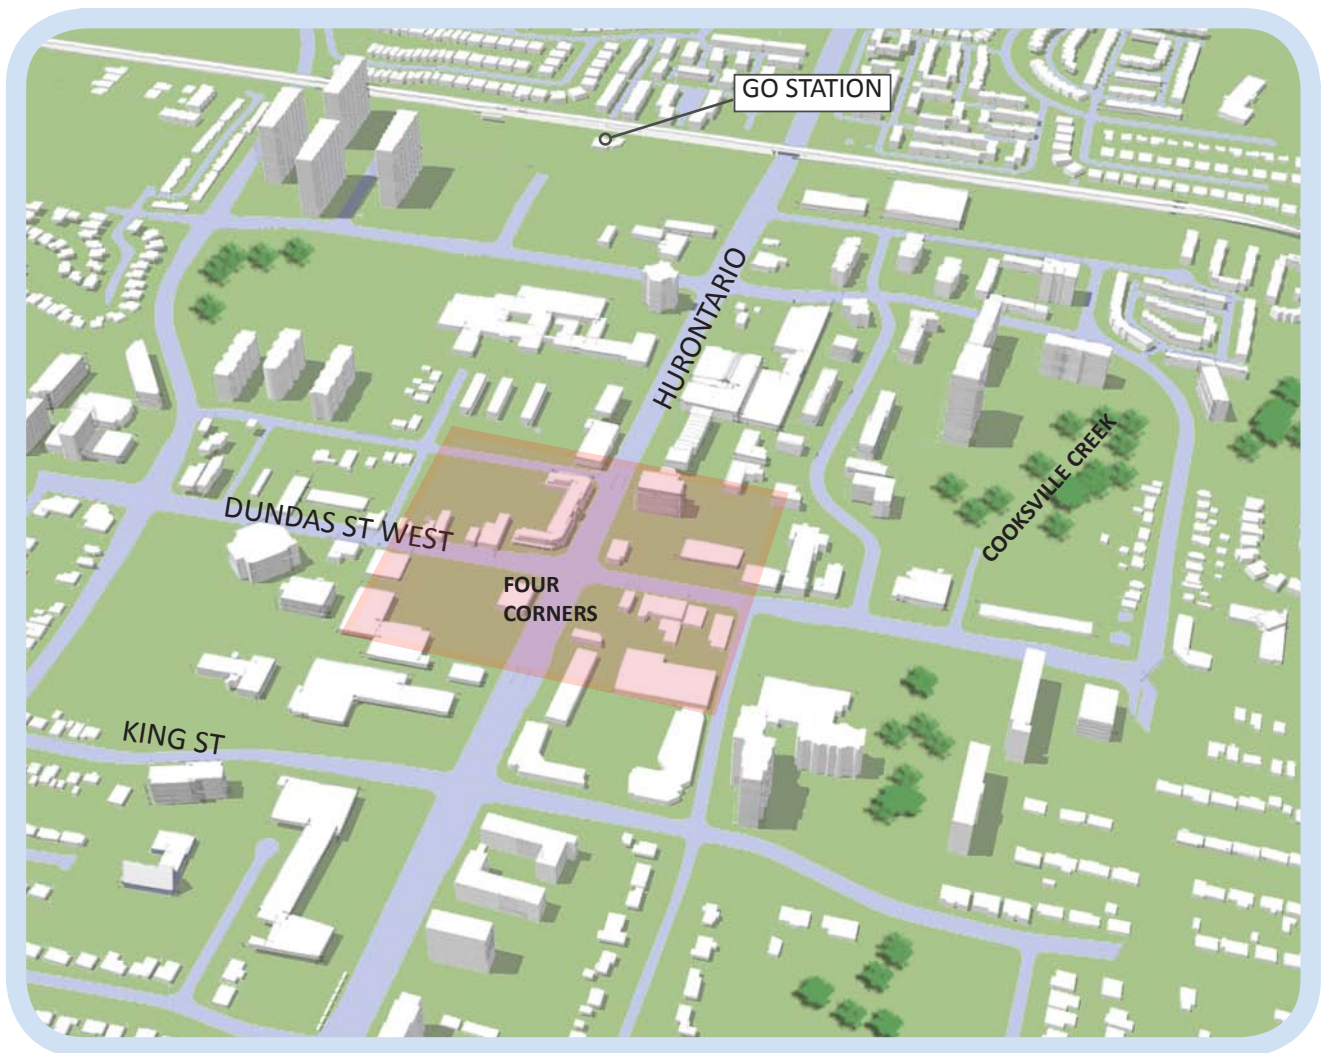 GO STATION
HURONTARIO
COOKSVILLE CREEK
DUNDAS ST WEST
FOUR
CORNERS
KING ST